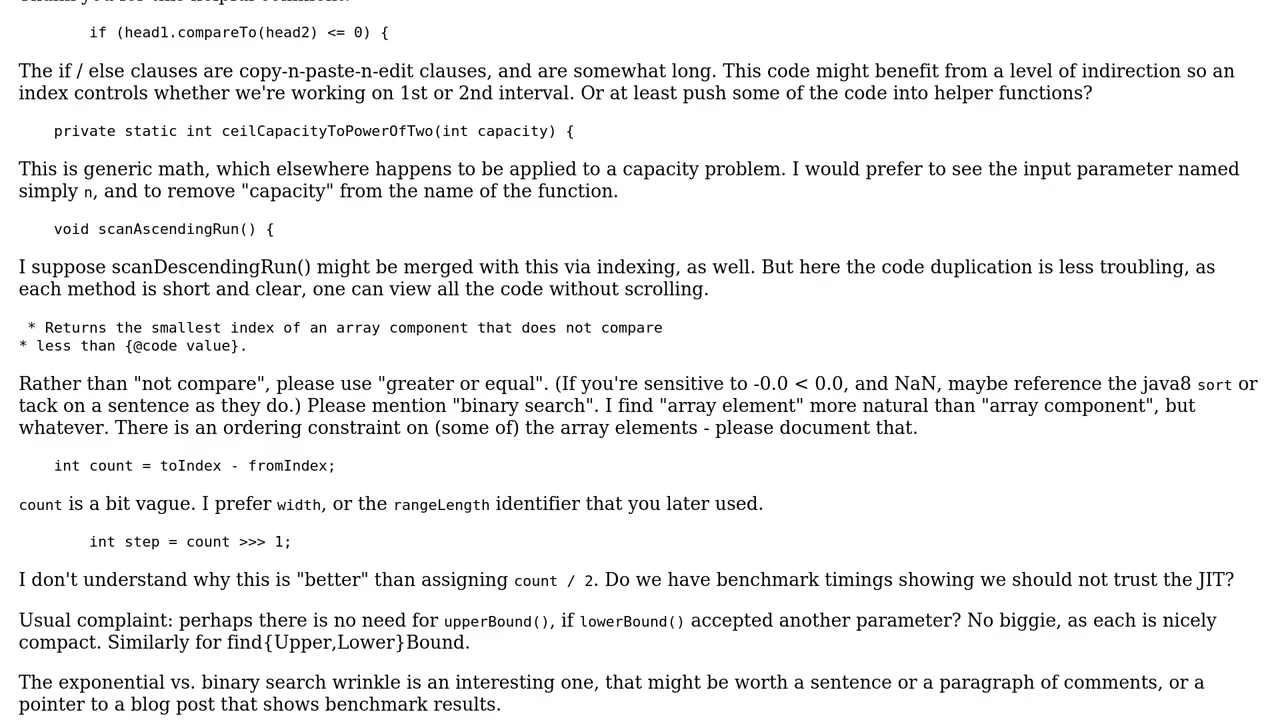 if (head1.compareTo(head2) <= 0) {
The if / else clauses are copy-n-paste-n-edit clauses, and are somewhat long. This code might benefit from a level of indirection so an
index controls whether we're working on 1st or 2nd interval. Or at least push some of the code into helper functions?
private static int ceilCapacityToPowerOfTwo(int capacity) {
This is generic math, which elsewhere happens to be applied to a capacity problem. I would prefer to see the input parameter named
simply n, and to remove "capacity" from the name of the function.
void scanAscendingRun() {
I suppose scanDescendingRun() might be merged with this via indexing, as well. But here the code duplication is less troubling, as
each method is short and clear, one can view all the code without scrolling.
* Returns the smallest index of an array component that does not compare
* less than {@code value}.
Rather than "not compare", please use "greater or equal". (If you're sensitive to -0.0 < 0.0, and NaN, maybe reference the java8 sort or
tack on a sentence as they do.) Please mention "binary search". I find "array element" more natural than "array component", but
whatever. There is an ordering constraint on (some of) the array elements - please document that.
int count = toIndex - fromIndex;
count is a bit vague. I prefer width, or the rangeLength identifier that you later used.
int step = count >>> 1;
I don't understand why this is "better" than assigning count / 2. Do we have benchmark timings showing we should not trust the JIT?
Usual complaint: perhaps there is no need for upperBound(), if lowerBound() accepted another parameter? No biggie, as each is nicely
compact. Similarly for find{Upper,Lower}Bound.
The exponential vs. binary search wrinkle is an interesting one, that might be worth a sentence or a paragraph of comments, or a
pointer to a blog post that shows benchmark results.